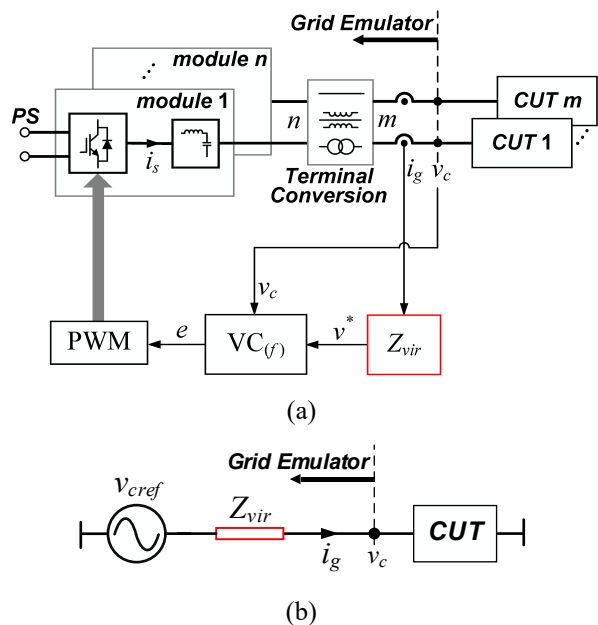 Grid Emulator
module n
module 1
PS
i_s
n
m
CUT m
CUT 1
Terminal
Conversion
i_g
v_c
v_c
PWM
e
VC_(f)
v^*
Z_vir
(a)
Grid Emulator
v_cref
Z_vir
i_g
v_c
CUT
(b)